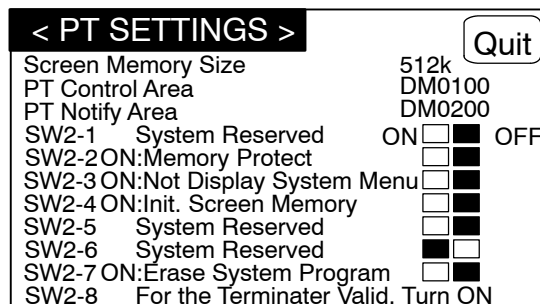 < PT SETTINGS > Quit
Screen Memory Size 512k
PT Control Area DM0100
PT Notify Area DM0200
SW2-1 System Reserved ON OFF
SW2-2 ON:Memory Protect
SW2-3 ON:Not Display System Menu
SW2-4 ON:Init. Screen Memory
SW2-5 System Reserved
SW2-6 System Reserved
SW2-7 ON:Erase System Program
SW2-8 For the Terminater Valid, Turn ON